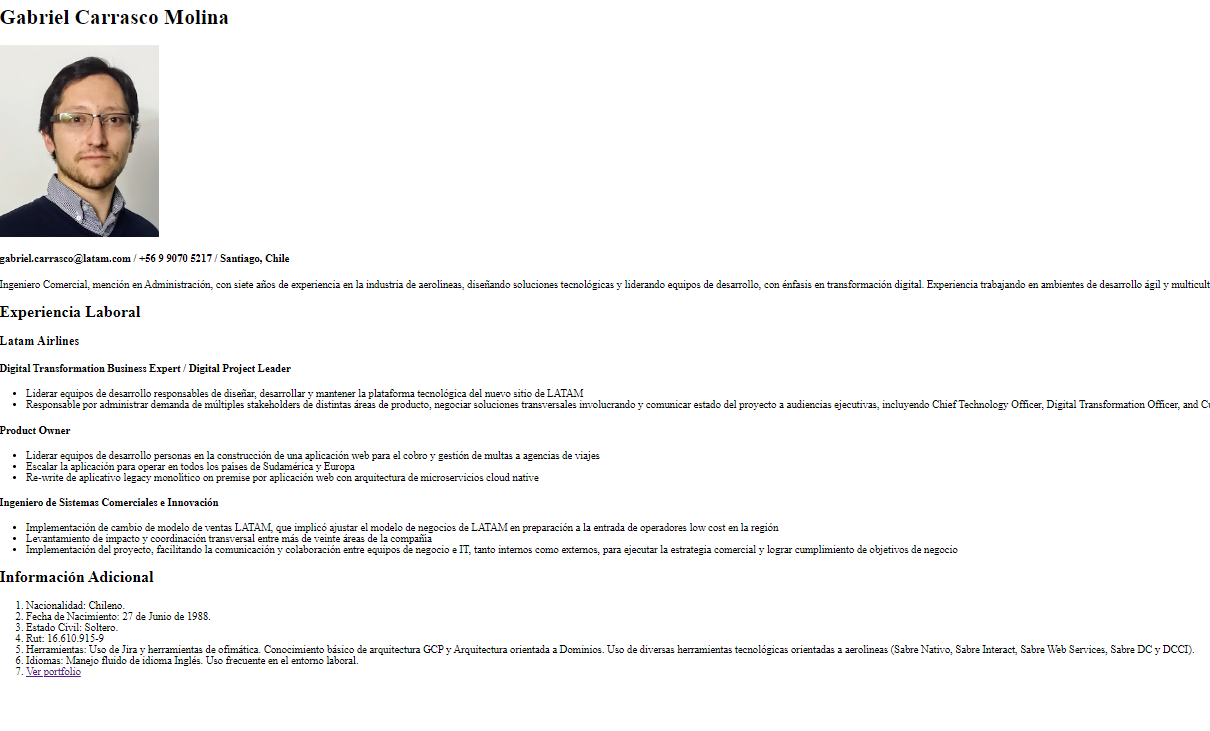 Gabriel Carrasco Molina
gabriel.carrasco@latam.com / +56 9 9070 5217 / Santiago, Chile
Ingeniero Comercial, mención en Administración, con siete años de experiencia en la industria de aerolíneas, diseñando soluciones tecnológicas y liderando equipos de desarrollo, con énfasis en transformación digital. Experiencia trabajando en ambientes de desarrollo ágil y multicult
Experiencia Laboral
Latam Airlines
Digital Transformation Business Expert / Digital Project Leader
• Liderar equipos de desarrollo responsables de diseñar, desarrollar y mantener la plataforma tecnológica del nuevo sitio de LATAM
• Responsable por administrar demanda de múltiples stakeholders de distintas áreas de producto, negociar soluciones transversales involucrando y comunicar estado del proyecto a audiencias ejecutivas, incluyendo Chief Technology Officer, Digital Transformation Officer, and Cu
Product Owner
• Liderar equipos de desarrollo personas en la construcción de una aplicación web para el cobro y gestión de multas a agencias de viajes
• Escalar la aplicación para operar en todos los países de Sudamérica y Europa
• Re-write de aplicativo legacy monolítico on premise por aplicación web con arquitectura de microservicios cloud native
Ingeniero de Sistemas Comerciales e Innovación
• Implementación de cambio de modelo de ventas LATAM, que implicó ajustar el modelo de negocios de LATAM en preparación a la entrada de operadores low cost en la región
• Levantamiento de impacto y coordinación transversal entre más de veinte áreas de la compañía
• Implementación del proyecto, facilitando la comunicación y colaboración entre equipos de negocio e IT, tanto internos como externos, para ejecutar la estrategia comercial y lograr cumplimiento de objetivos de negocio
Información Adicional
1. Nacionalidad: Chileno.
2. Fecha de Nacimiento: 27 de Junio de 1988.
3. Estado Civil: Soltero.
4. Rut: 16.610.915-9
5. Herramientas: Uso de Jira y herramientas de ofimática. Conocimiento básico de arquitectura GCP y Arquitectura orientada a Dominios. Uso de diversas herramientas tecnológicas orientadas a aerolíneas (Sabre Nativo, Sabre Interact, Sabre Web Services, Sabre DC y DCCI).
6. Idiomas: Manejo fluido de idioma Inglés. Uso frecuente en el entorno laboral.
7. Ver portfolio